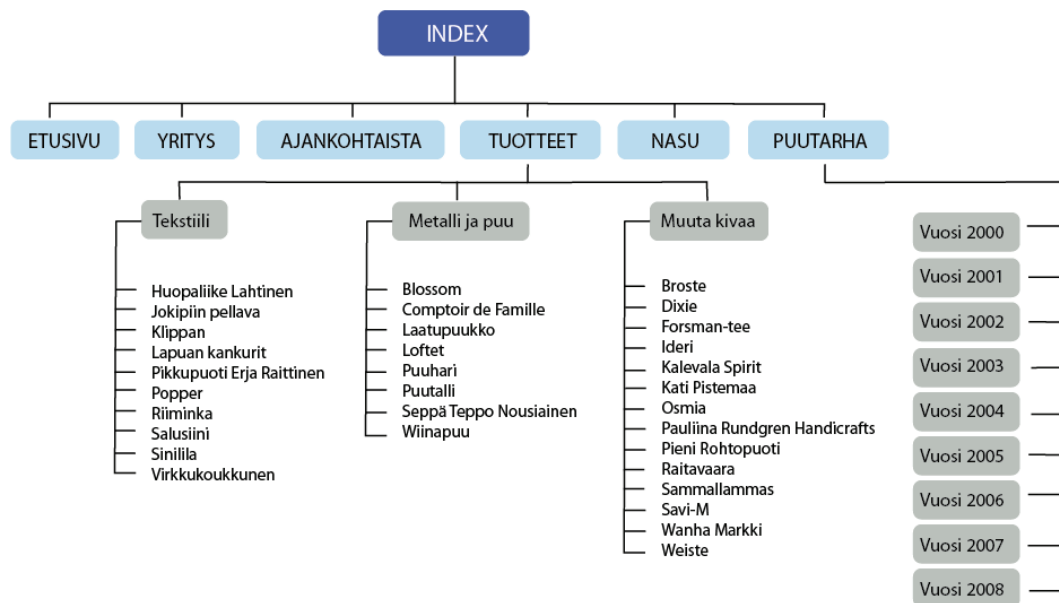 INDEX
ETUSIVU
YRITYS
AJANKOHTAISTA
TUOTTEET
NASU
PUUTARHA
Tekstiili
Huopaliike Lahtinen
Jokipiin pellava
Klippan
Lapuan kankurit
Pikkupuoti Erja Raittinen
Popper
Riiminka
Salusiini
Sinilila
Virkkukoukkunen
Metalli ja puu
Blossom
Comptoir de Famille
Laatupuukko
Loftet
Puuhari
Puutalli
Seppä Teppo Nousiainen
Wiinapuu
Muuta kivaa
Broste
Dixie
Forsman-tee
Ideri
Kalevala Spirit
Kati Pistemaa
Osmia
Pauliina Rundgren Handicrafts
Pieni Rohtopuoti
Raitavaara
Sammallammas
Savi-M
Wanha Markki
Weiste
Vuosi 2000
Vuosi 2001
Vuosi 2002
Vuosi 2003
Vuosi 2004
Vuosi 2005
Vuosi 2006
Vuosi 2007
Vuosi 2008